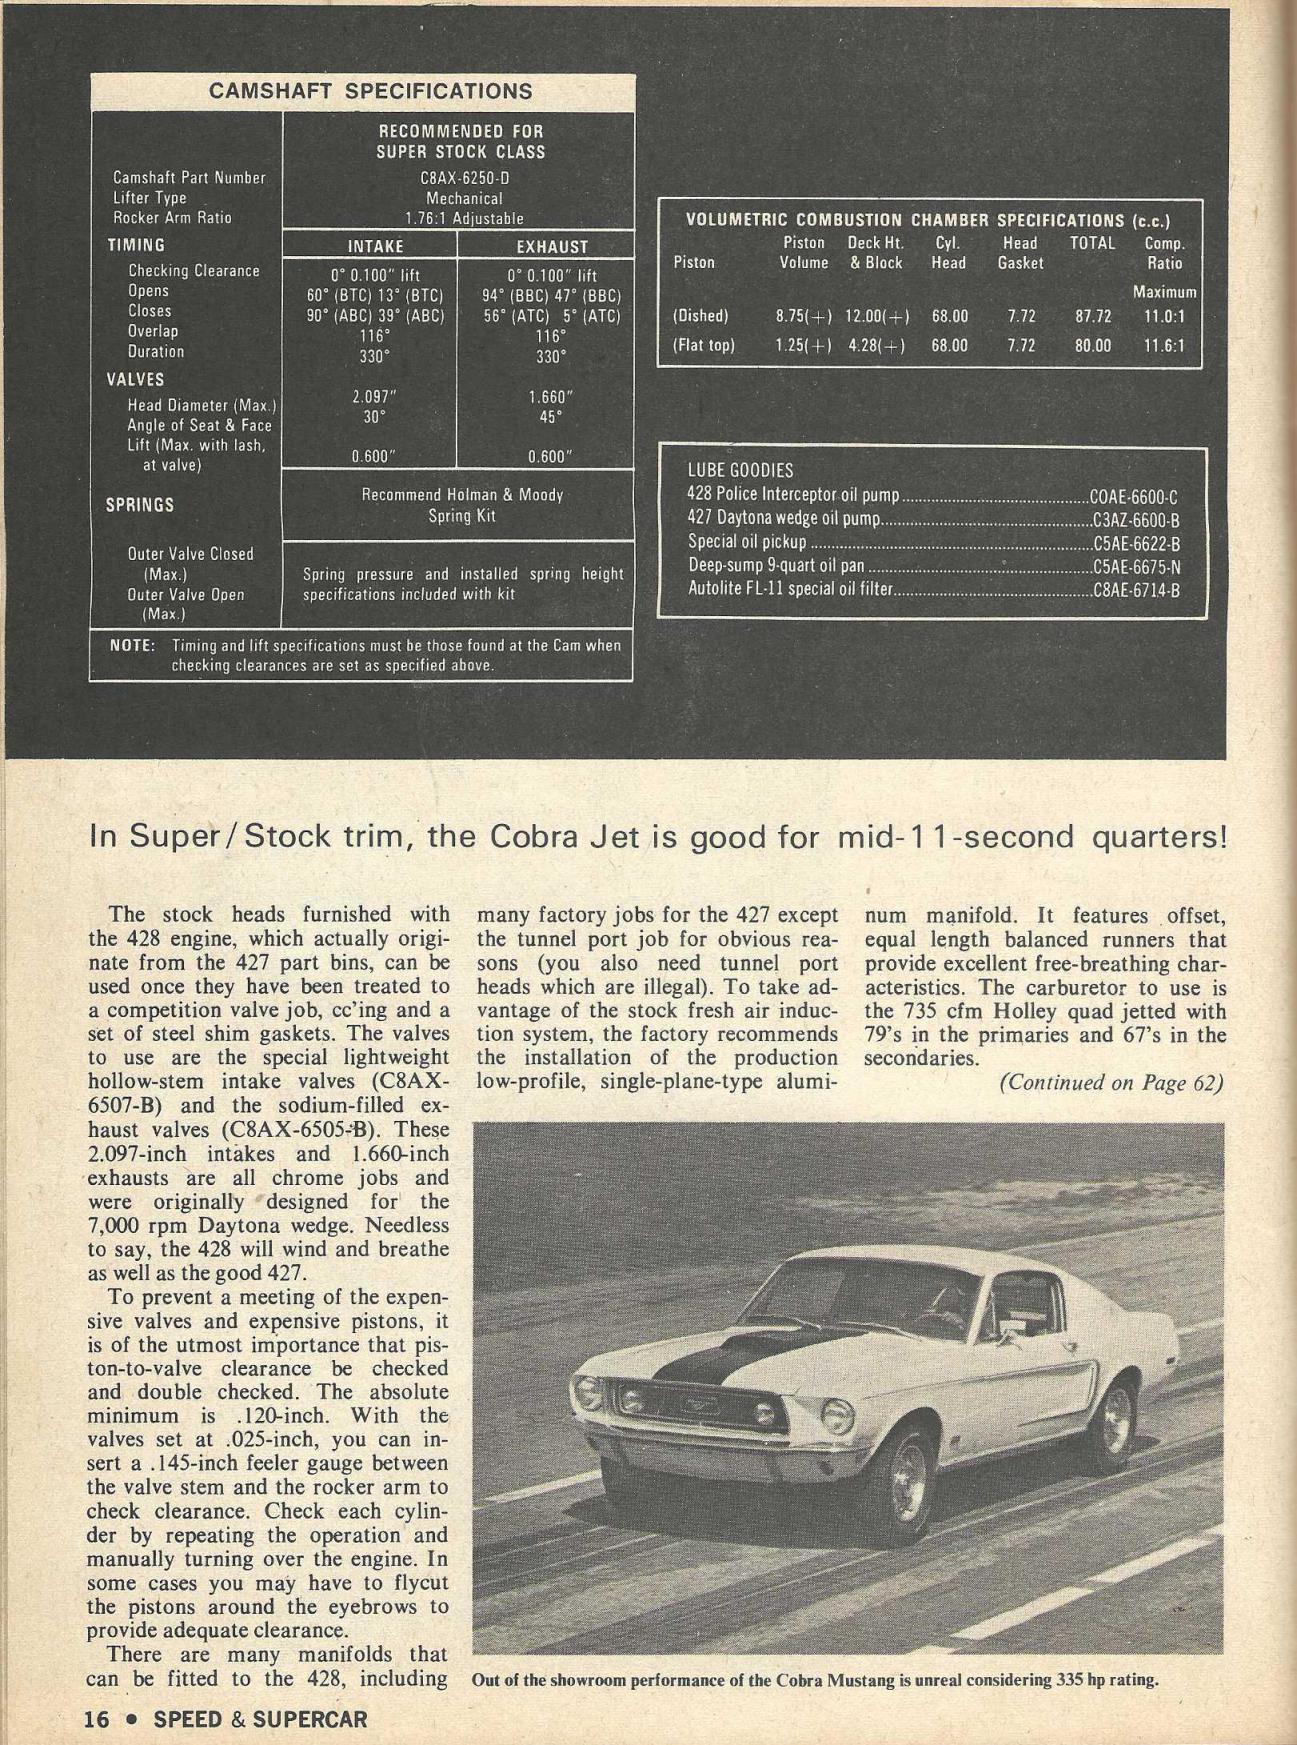 CAMSHAFT SPECIFICATIONS
RECOMMENDED FOR
SUPER STOCK CLASS
Camshaft Part Number C8AX-6250-D
Lifter Type Mechanical
Rocker Arm Ratio 1.76:1 Adjustable
TIMING INTAKE EXHAUST
Checking Clearance 0° 0.100″ lift 0° 0.100″ lift
Opens 60° (BTC) 13° (BTC) 94° (BBC) 47° (BBC)
Closes 90° (ABC) 39° (ABC) 56° (ATC) 5° (ATC)
Overlap 116° 116°
Duration 330° 330°
VALVES
Head Diameter (Max.) 2.097″ 1.660″
Angle of Seat & Face 30° 45°
Lift (Max. with lash,
at valve) 0.600″ 0.600″
SPRINGS
Recommend Holman & Moody
Spring Kit
Outer Valve Closed
(Max.)
Outer Valve Open
(Max.)
Spring pressure and installed spring height
specifications included with kit
NOTE: Timing and lift specifications must be those found at the Cam when
checking clearances are set as specified above.
VOLUMETRIC COMBUSTION CHAMBER SPECIFICATIONS (c.c.)
Piston Deck Ht. Cyl. Head TOTAL Comp.
Piston Volume & Block Head Gasket Ratio
Maximum
(Dished) 8.75(+) 12.00(+) 68.00 7.72 87.72 11.0:1
(Flat top) 1.25(+) 4.28(+) 68.00 7.72 80.00 11.6:1
LUBE GOODIES
428 Police Interceptor oil pump........................................COAE-6600-C
427 Daytona wedge oil pump............................................C3AZ-6600-B
Special oil pickup ............................................................C5AE-6622-B
Deep-sump 9-quart oil pan ...............................................C5AE-6675-N
Autolite FL-11 special oil filter..........................................C8AE-6714-B
In Super/Stock trim, the Cobra Jet is good for mid-11-second quarters!
The stock heads furnished with
the 428 engine, which actually origi-
nate from the 427 part bins, can be
used once they have been treated to
a competition valve job, cc'ing and a
set of steel shim gaskets. The valves
to use are the special lightweight
hollow-stem intake valves (C8AX-
6507-B) and the sodium-filled ex-
haust valves (C8AX-6505-B). These
2.097-inch intakes and 1.660-inch
exhausts are all chrome jobs and
were originally designed for the
7,000 rpm Daytona wedge. Needless
to say, the 428 will wind and breathe
as well as the good 427.
To prevent a meeting of the expen-
sive valves and expensive pistons, it
is of the utmost importance that pis-
ton-to-valve clearance be checked
and double checked. The absolute
minimum is .120-inch. With the
valves set at .025-inch, you can in-
sert a .145-inch feeler gauge between
the valve stem and the rocker arm to
check clearance. Check each cylin-
der by repeating the operation and
manually turning over the engine. In
some cases you may have to flycut
the pistons around the eyebrows to
provide adequate clearance.
There are many manifolds that
can be fitted to the 428, including
many factory jobs for the 427 except
the tunnel port job for obvious rea-
sons (you also need tunnel port
heads which are illegal). To take ad-
vantage of the stock fresh air induc-
tion system, the factory recommends
the installation of the production
low-profile, single-plane-type alumi-
num manifold. It features offset,
equal length balanced runners that
provide excellent free-breathing char-
acteristics. The carburetor to use is
the 735 cfm Holley quad jetted with
79's in the primaries and 67's in the
secondaries.
(Continued on Page 62)
Out of the showroom performance of the Cobra Mustang is unreal considering 335 hp rating.
16 • SPEED & SUPERCAR